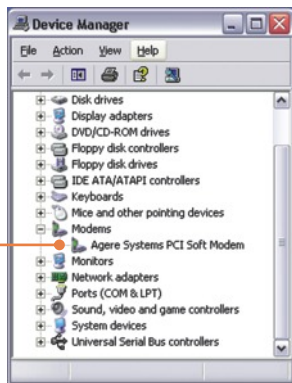 Device Manager
File Action View Help
Disk drives
Display adapters
DVD/CD-ROM drives
Floppy disk controllers
Floppy disk drives
IDE ATA/ATAPI controllers
Keyboards
Mice and other pointing devices
Modems
Agere Systems PCI Soft Modem
Monitors
Network adapters
Ports (COM & LPT)
Sound, video and game controllers
System devices
Universal Serial Bus controllers